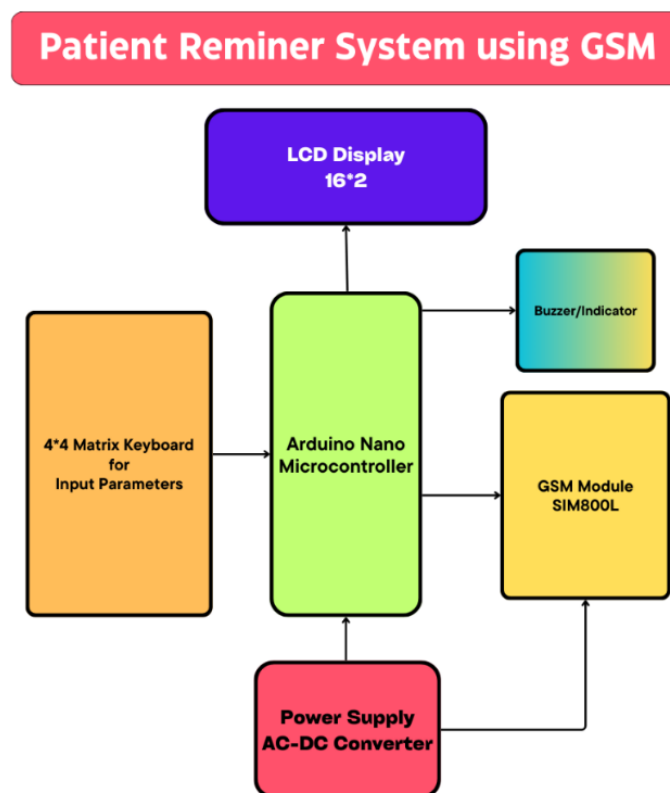 Patient Reminer System using GSM
LCD Display
16*2
Buzzer/Indicator
4*4 Matrix Keyboard
for
Input Parameters
Arduino Nano
Microcontroller
GSM Module
SIM800L
Power Supply
AC-DC Converter